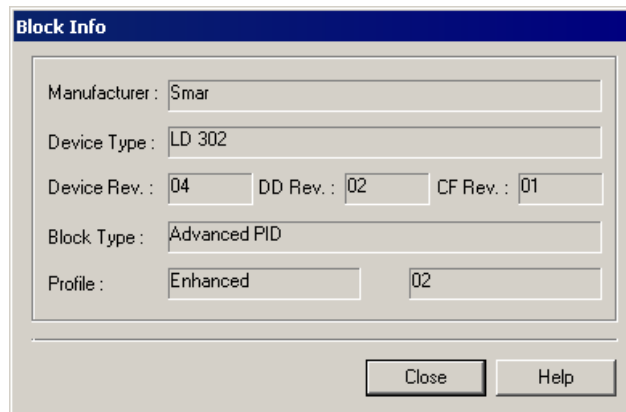 Block Info
Manufacturer : Smar
Device Type : LD 302
Device Rev. : 04 DD Rev. : 02 CF Rev. : 01
Block Type : Advanced PID
Profile : Enhanced 02
Close Help